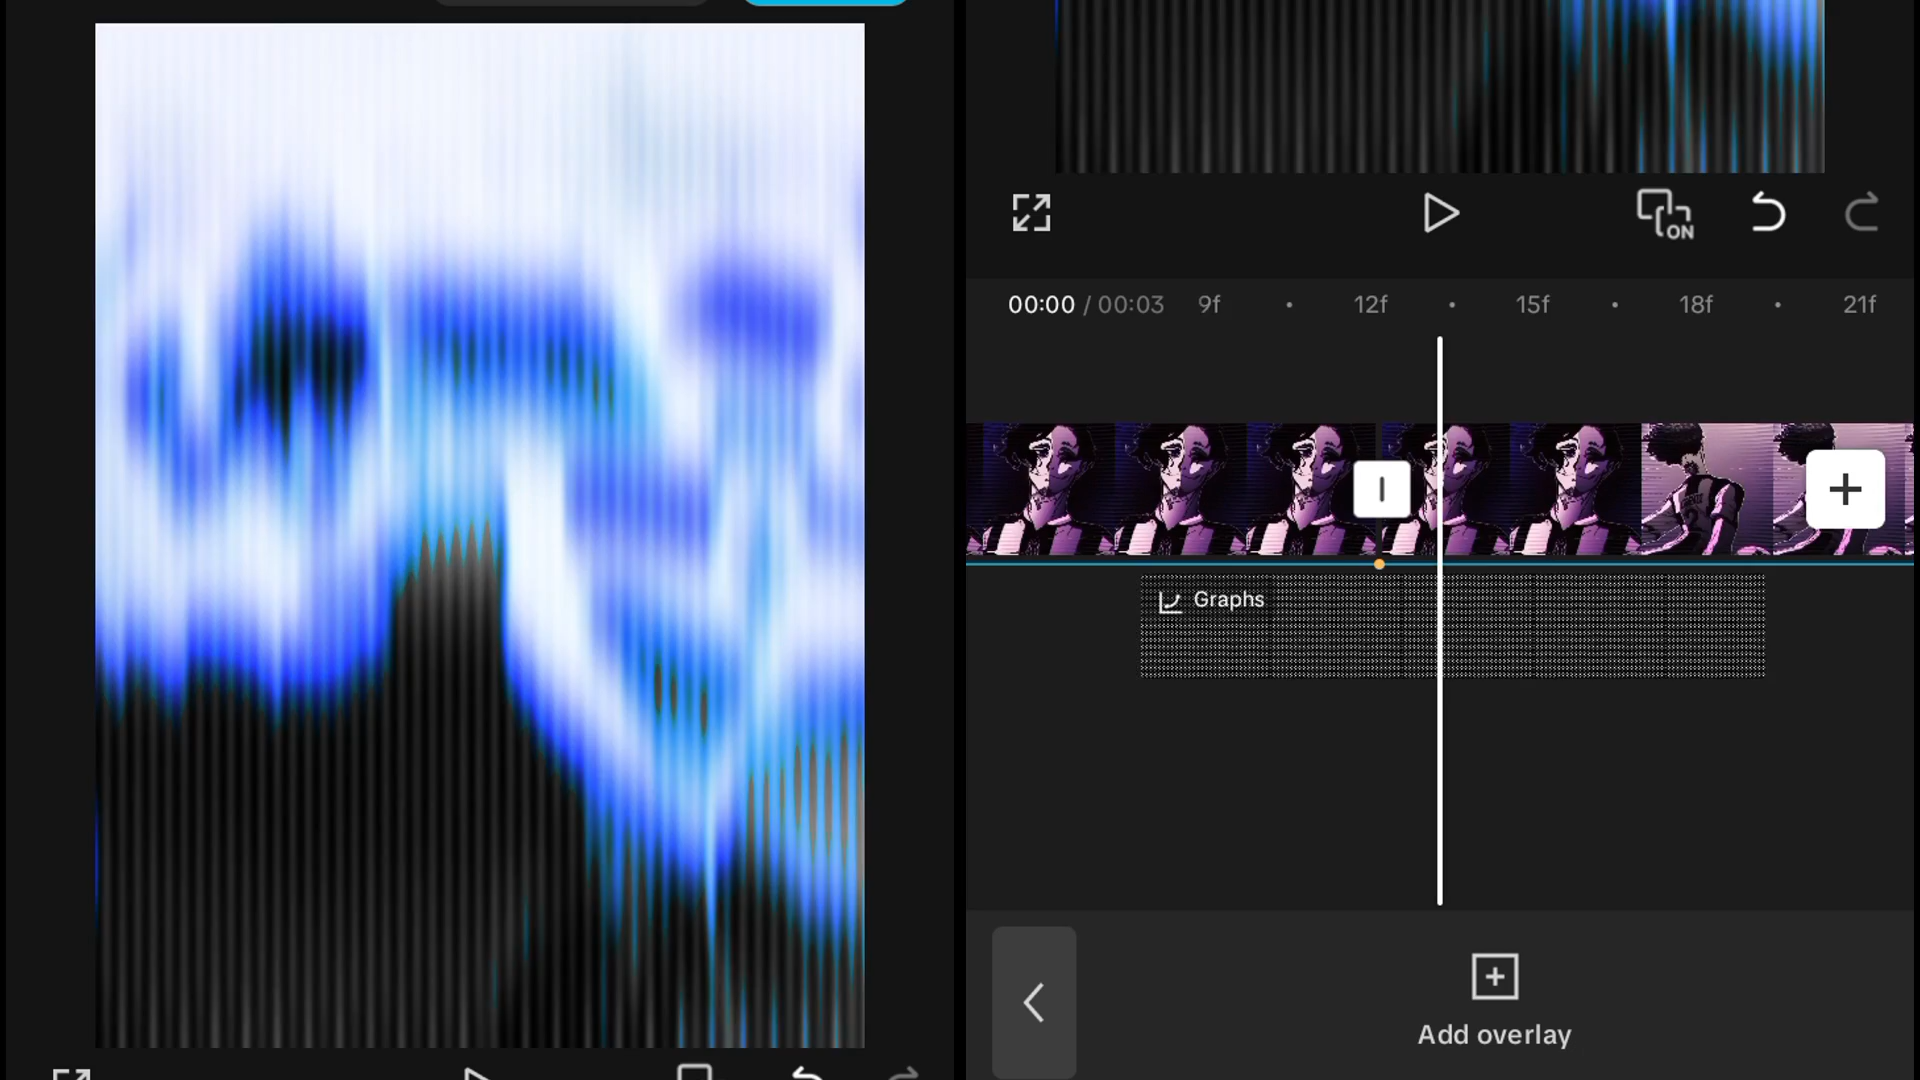 ON
00:00 / 00:03 9f 12f 15f 18f 21f
Graphs
Add overlay